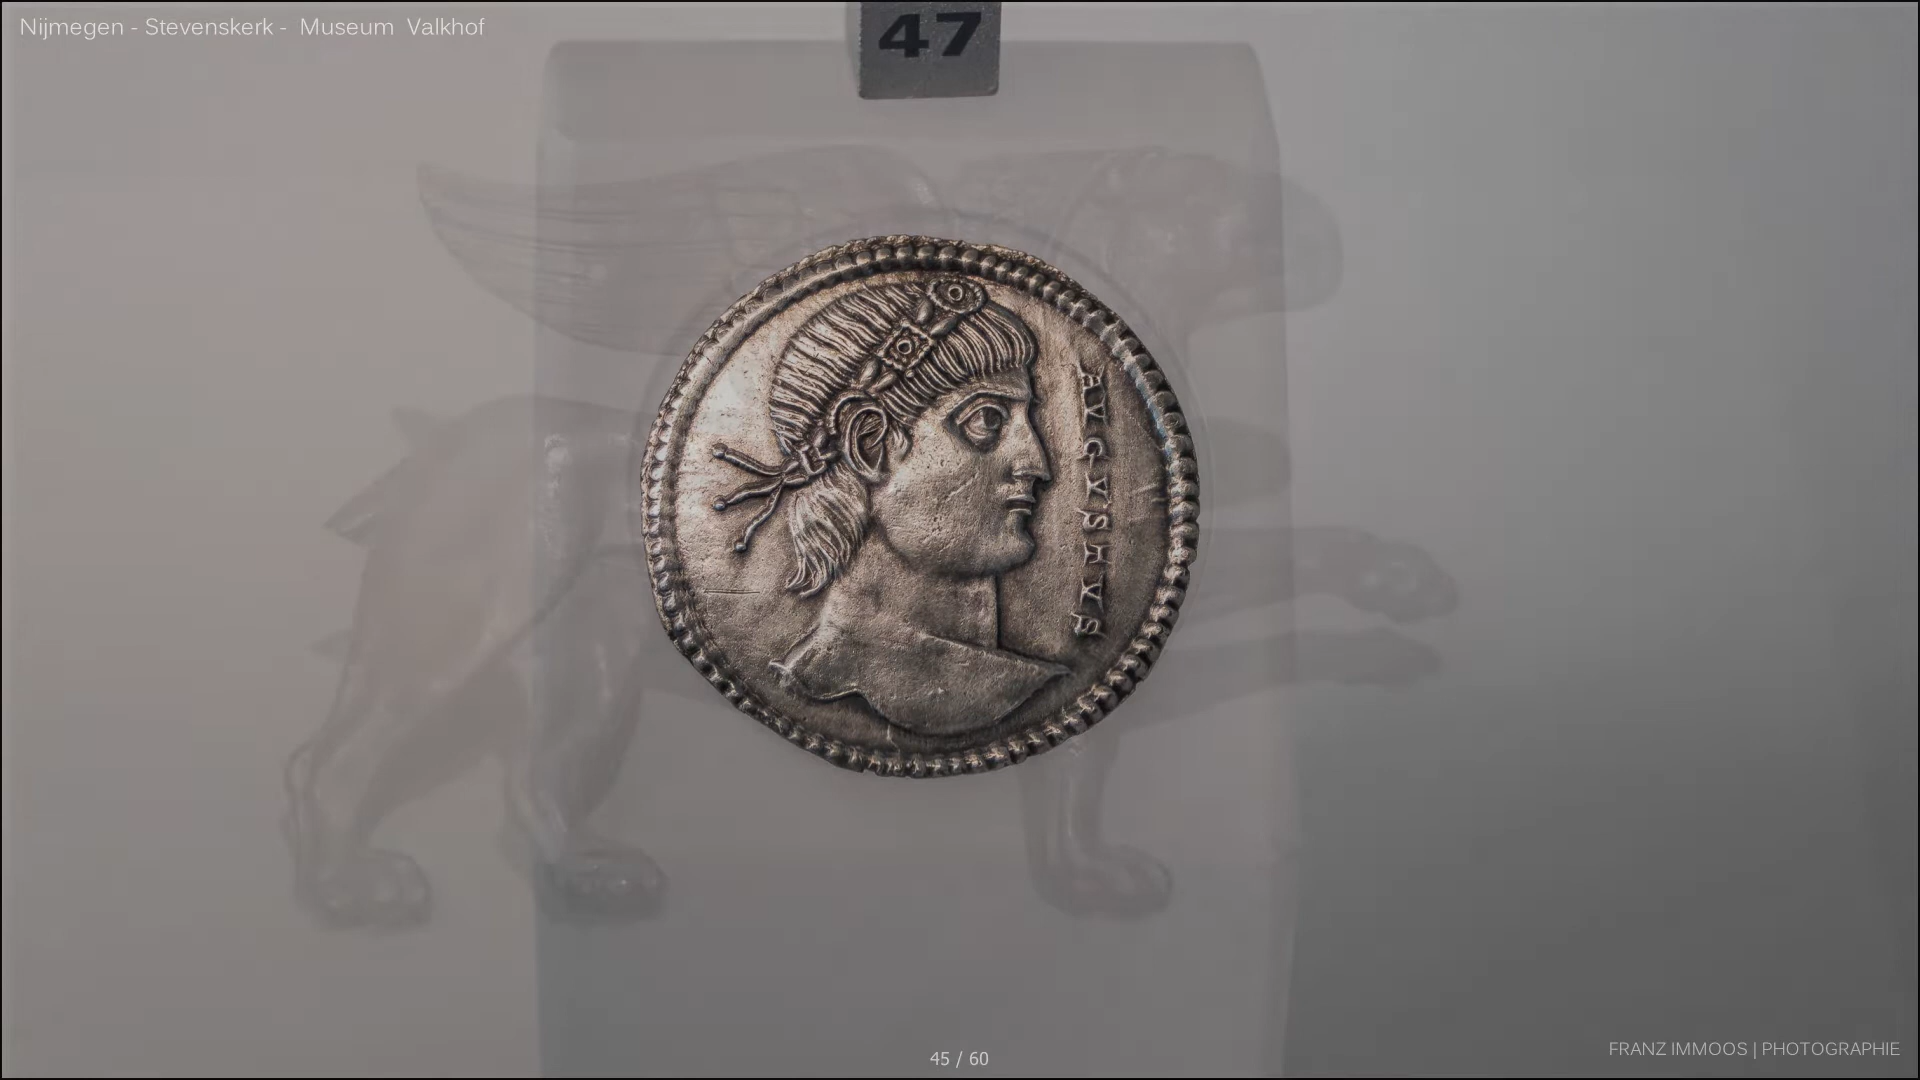 Nijmegen - Stevenskerk - Museum Valkhof
47
AVGVSTVS
45 / 60
FRANZ IMMOOS | PHOTOGRAPHIE